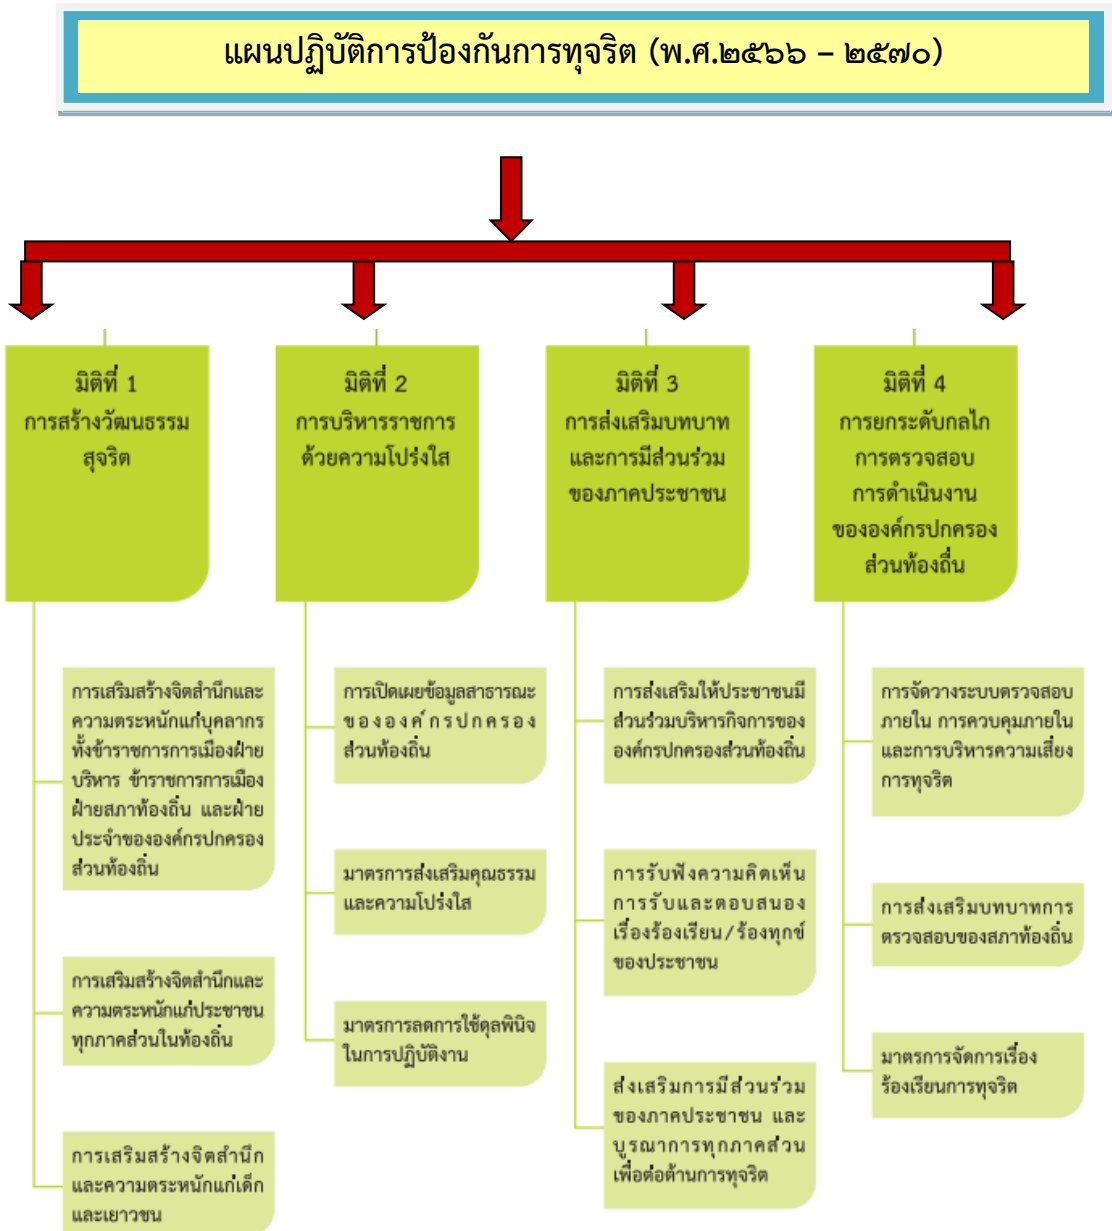 แผนปฏิบัติการป้องกันการทุจริต (พ.ศ.๒๕๖๖ – ๒๕๗๐)
มิติที่ 1
การสร้างวัฒนธรรม
สุจริต
การเสริมสร้างจิตสำนึกและ
ความตระหนักแก่บุคลากร
ทั้งข้าราชการการเมืองฝ่าย
บริหาร ข้าราชการการเมือง
ฝ่ายสภาท้องถิ่น และฝ่าย
ประจำขององค์กรปกครอง
ส่วนท้องถิ่น
การเสริมสร้างจิตสำนึกและ
ความตระหนักแก่ประชาชน
ทุกภาคส่วนในท้องถิ่น
การเสริมสร้างจิตสำนึก
และความตระหนักแก่เด็ก
และเยาวชน
มิติที่ 2
การบริหารราชการ
ด้วยความโปร่งใส
การเปิดเผยข้อมูลสาธารณะ
ขององค์กรปกครอง
ส่วนท้องถิ่น
มาตรการส่งเสริมคุณธรรม
และความโปร่งใส
มาตรการลดการใช้ดุลพินิจ
ในการปฏิบัติงาน
มิติที่ 3
การส่งเสริมบทบาท
และการมีส่วนร่วม
ของภาคประชาชน
การส่งเสริมให้ประชาชนมี
ส่วนร่วมบริหารกิจการของ
องค์กรปกครองส่วนท้องถิ่น
การรับฟังความคิดเห็น
การรับและตอบสนอง
เรื่องร้องเรียน/ร้องทุกข์
ของประชาชน
ส่งเสริมการมีส่วนร่วม
ของภาคประชาชน และ
บูรณาการทุกภาคส่วน
เพื่อต่อต้านการทุจริต
มิติที่ 4
การยกระดับกลไก
การตรวจสอบ
การดำเนินงาน
ขององค์กรปกครอง
ส่วนท้องถิ่น
การจัดวางระบบตรวจสอบ
ภายใน การควบคุมภายใน
และการบริหารความเสี่ยง
การทุจริต
การส่งเสริมบทบาทการ
ตรวจสอบของสภาท้องถิ่น
มาตรการจัดการเรื่อง
ร้องเรียนการทุจริต